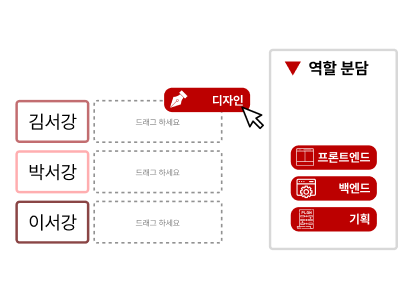 역할 분담
디자인
김서강
드래그 하세요
프론트엔드
박서강
드래그 하세요
백엔드
이서강
드래그 하세요
기획